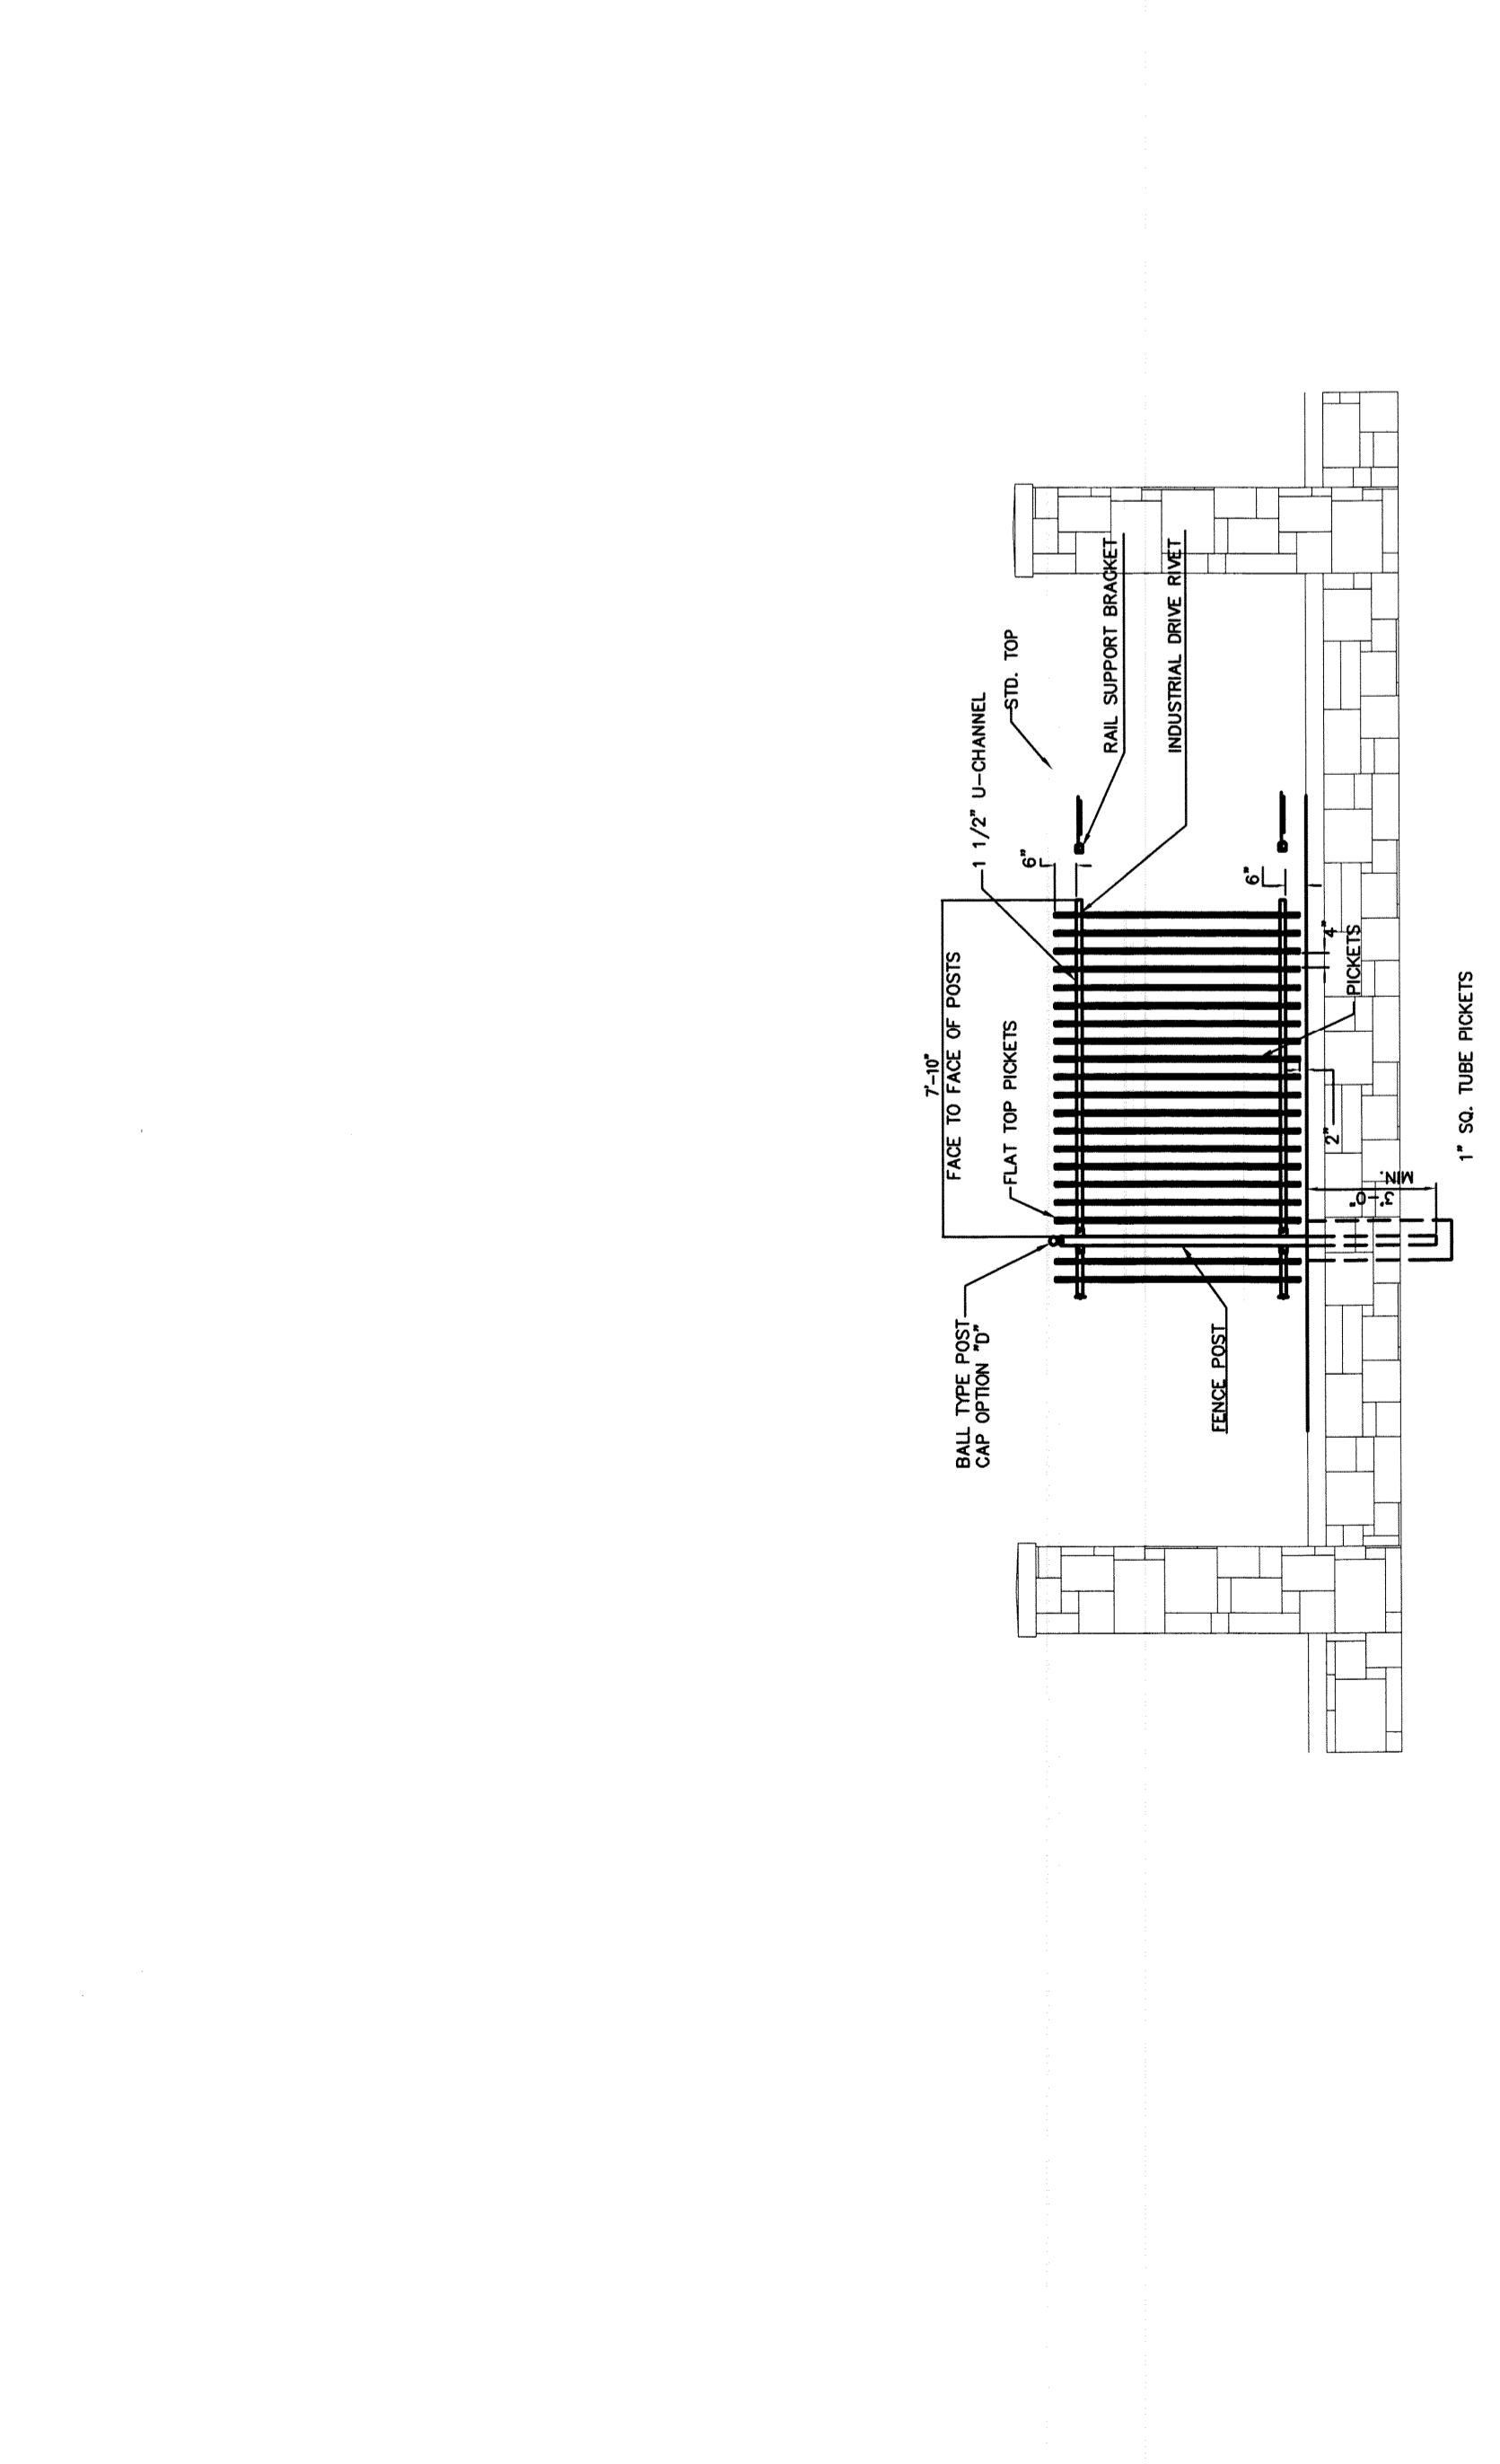 7'-10"
FACE TO FACE OF POSTS
BALL TYPE POST
CAP OPTION "D"
FLAT TOP PICKETS
1 1/2" U-CHANNEL
STD. TOP
6"
RAIL SUPPORT BRACKET
INDUSTRIAL DRIVE RIVET
FENCE POST
6"
2"
4"
PICKETS
3'-0"
MIN.
1" SQ. TUBE PICKETS